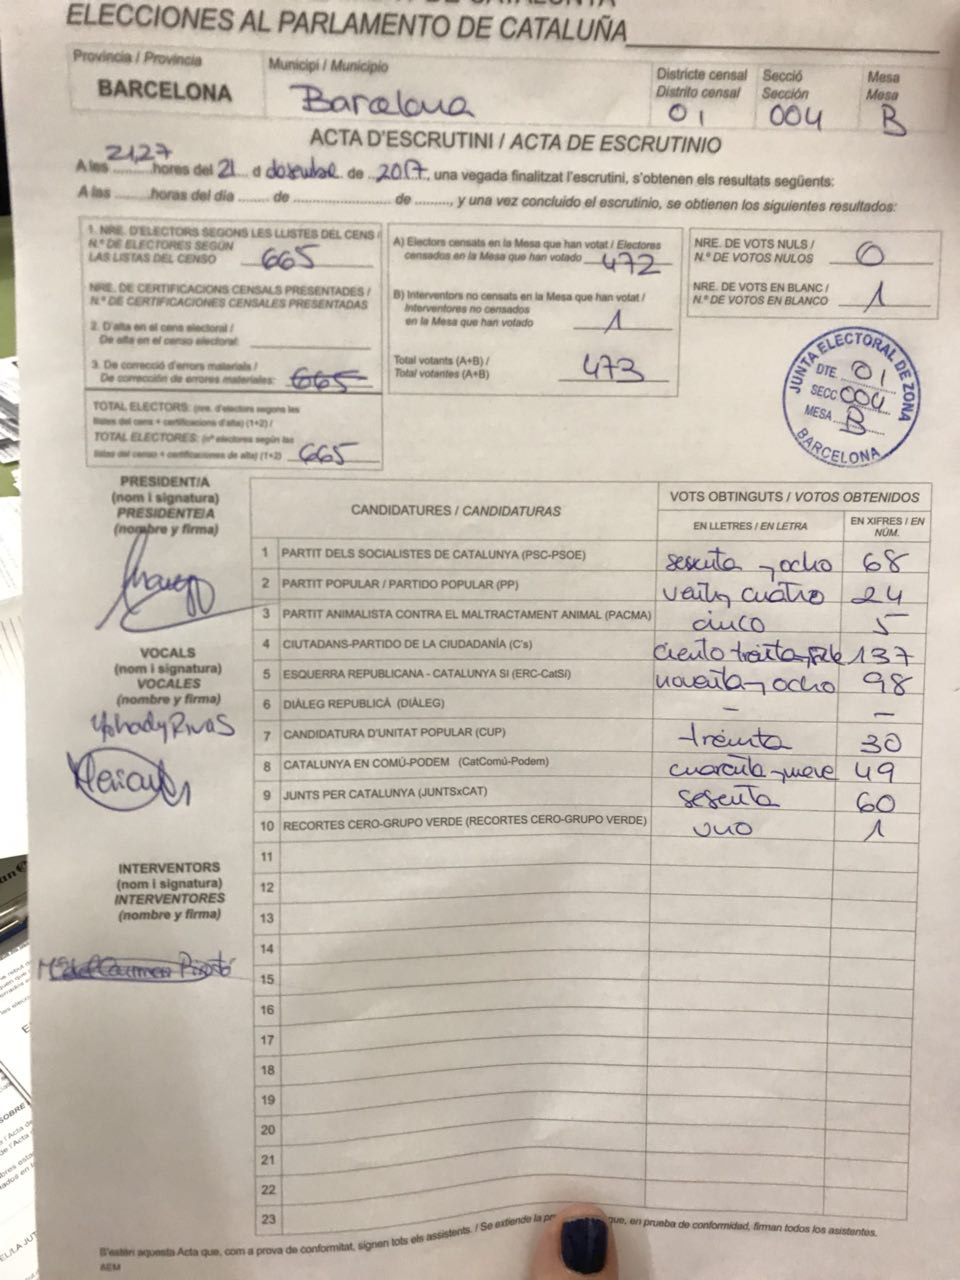 ELECCIONES AL PARLAMENTO DE CATALUÑA
Província / Provincia
BARCELONA
Municipi / Municipio
Barcelona
Districte censal
Distrito censal
01
Secció
Sección
004
Mesa
Mesa
B
ACTA D'ESCRUTINI / ACTA DE ESCRUTINIO
A les 21,27 hores del 21 d desembre de 2017, una vegada finalitzat l'escrutini, s'obtenen els resultats següents:
A las ........horas del día ........ de .................... de ........, y una vez concluido el escrutinio, se obtienen los siguientes resultados:
1. NRE. D'ELECTORS SEGONS LES LLISTES DEL CENS /
N.º DE ELECTORES SEGÚN
LAS LISTAS DEL CENSO 665
NRE. DE CERTIFICACIONS CENSALS PRESENTADES /
N.º DE CERTIFICACIONES CENSALES PRESENTADAS
2. D'alta en el cens electoral /
De alta en el censo electoral:
3. De correcció d'errors materials /
De corrección de errores materiales: 665
TOTAL ELECTORS: (nre. d'electors segons les
llistes del cens + certificacions d'alta) (1+2) /
TOTAL ELECTORES: (nº electores según las
listas del censo + certificaciones de alta) (1+2) 665
A) Electors censats en la Mesa que han votat / Electores
censados en la Mesa que han votado 472
B) Interventors no censats en la Mesa que han votat /
Interventores no censados
en la Mesa que han votado 1
Total votants (A+B) /
Total votantes (A+B) 473
NRE. DE VOTS NULS /
N.º DE VOTOS NULOS 0
NRE. DE VOTS EN BLANC /
N.º DE VOTOS EN BLANCO 1
JUNTA ELECTORAL DE ZONA
DTE. 01
SECC 004
MESA B
BARCELONA
PRESIDENT/A
(nom i signatura)
PRESIDENTE/A
(nombre y firma)
VOCALS
(nom i signatura)
VOCALES
(nombre y firma)
INTERVENTORS
(nom i signatura)
INTERVENTORES
(nombre y firma)
CANDIDATURES / CANDIDATURAS
VOTS OBTINGUTS / VOTOS OBTENIDOS
EN LLETRES / EN LETRA
EN XIFRES / EN NÚM.
1 PARTIT DELS SOCIALISTES DE CATALUNYA (PSC-PSOE) sesenta y ocho 68
2 PARTIT POPULAR / PARTIDO POPULAR (PP) veinty cuatro 24
3 PARTIT ANIMALISTA CONTRA EL MALTRACTAMENT ANIMAL (PACMA) cinco 5
4 CIUTADANS-PARTIDO DE LA CIUDADANÍA (C's) ciento treinta y siete 137
5 ESQUERRA REPUBLICANA - CATALUNYA SÍ (ERC-CatSí) noventa y ocho 98
6 DIÀLEG REPUBLICÀ (DIÀLEG) – –
7 CANDIDATURA D'UNITAT POPULAR (CUP) treinta 30
8 CATALUNYA EN COMÚ-PODEM (CatComú-Podem) cuarenta y nueve 49
9 JUNTS PER CATALUNYA (JUNTSxCAT) sesenta 60
10 RECORTES CERO-GRUPO VERDE (RECORTES CERO-GRUPO VERDE) uno 1
11
12
13
14
15
16
17
18
19
20
21
22
23
S'estén aquesta Acta que, com a prova de conformitat, signen tots els assistents. / Se extiende la que, en prueba de conformidad, firman todos los asistentes.
AEM